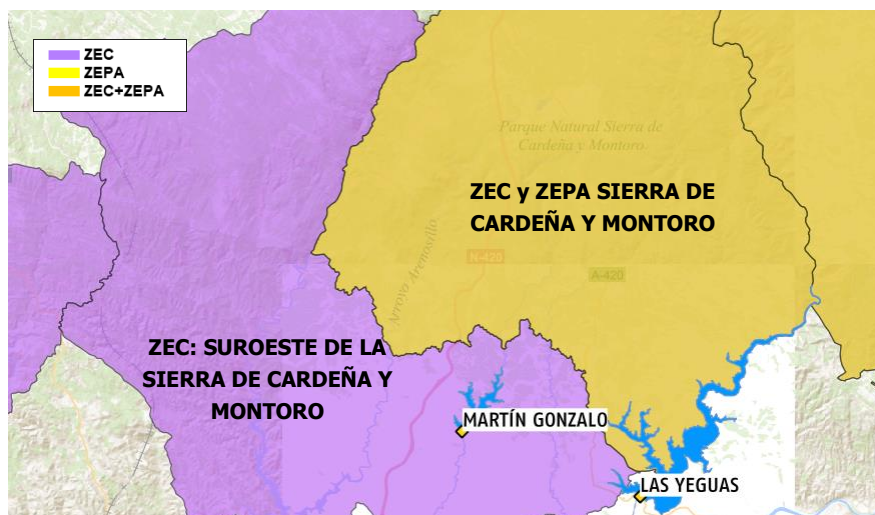 ZEC
ZEPA
ZEC+ZEPA
Parque Natural Sierra de
Cardeña y Montoro
ZEC y ZEPA SIERRA DE
CARDEÑA Y MONTORO
N-420
A-420
Arroyo Arenosillo
ZEC: SUROESTE DE LA
SIERRA DE CARDEÑA Y
MONTORO
MARTÍN GONZALO
LAS YEGUAS